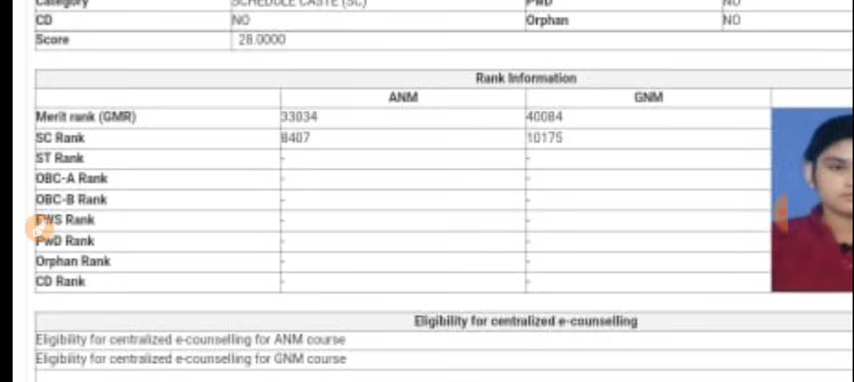 Category SCHEDULE CASTE (SC) PwD NO
CD NO Orphan NO
Score 28.0000
Rank Information
ANM GNM
Merit rank (GMR) 33034 40084
SC Rank 8407 10175
ST Rank - -
OBC-A Rank - -
OBC-B Rank - -
EWS Rank - -
PwD Rank - -
Orphan Rank - -
CD Rank - -
Eligibility for centralized e-counselling
Eligibility for centralized e-counselling for ANM course
Eligibility for centralized e-counselling for GNM course